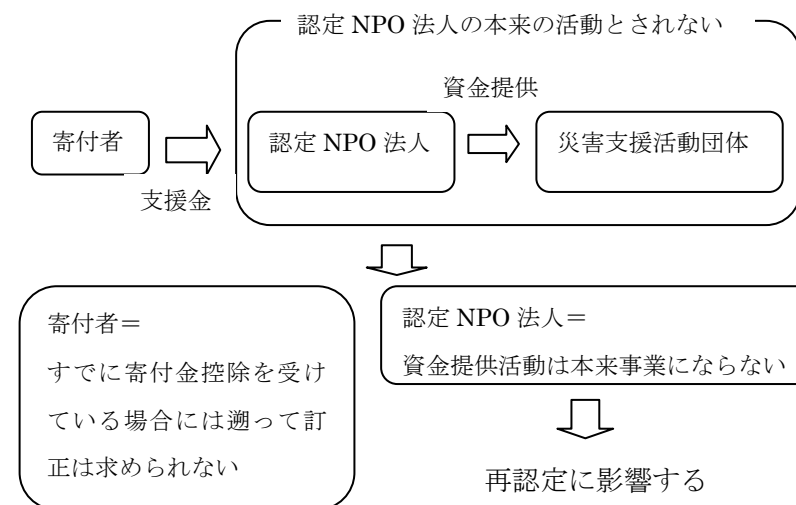 認定 NPO 法人の本来の活動とされない
資金提供
寄付者
認定 NPO 法人
災害支援活動団体
支援金
寄付者＝
すでに寄付金控除を受け
ている場合には遡って訂
正は求められない
認定 NPO 法人＝
資金提供活動は本来事業にならない
再認定に影響する